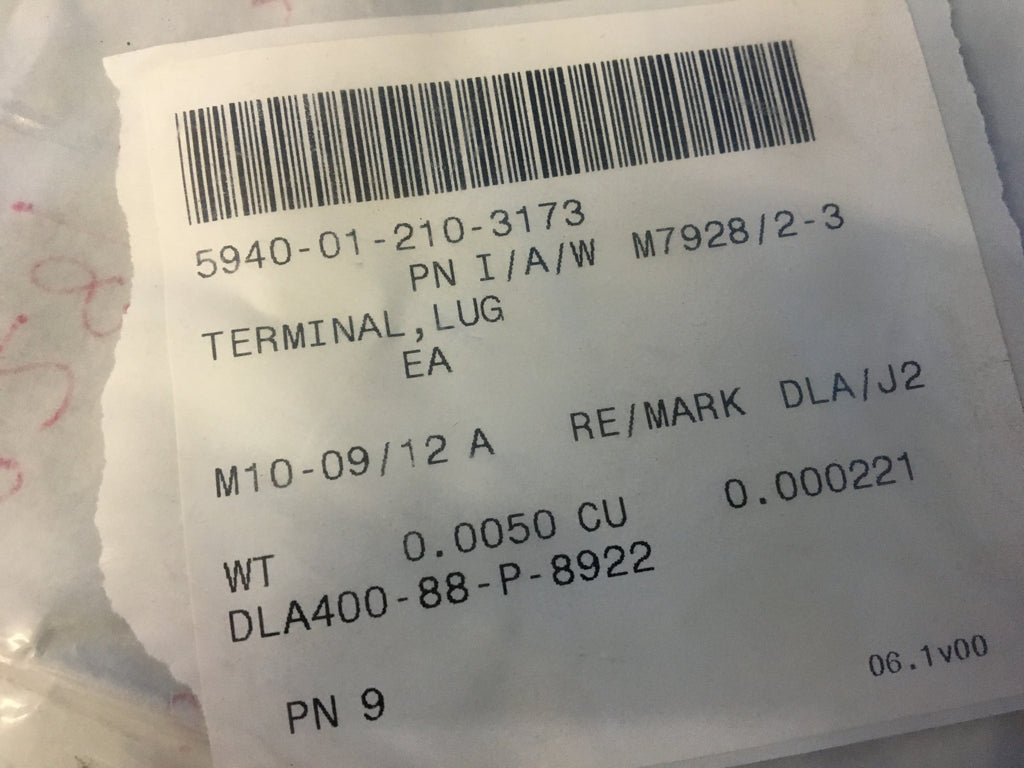 5940-01-210-3173
PN I/A/W M7928/2-3
TERMINAL,LUG
EA
M10-09/12 A RE/MARK DLA/J2
WT 0.0050 CU 0.000221
DLA400-88-P-8922
PN 9
06.1v00